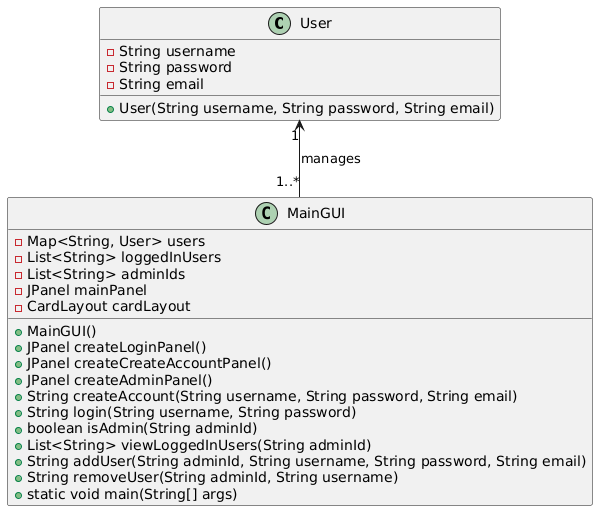 C User
String username
String password
String email
User(String username, String password, String email)
1
manages
1..*
C MainGUI
Map<String, User> users
List<String> loggedInUsers
List<String> adminIds
JPanel mainPanel
CardLayout cardLayout
MainGUI()
JPanel createLoginPanel()
JPanel createCreateAccountPanel()
JPanel createAdminPanel()
String createAccount(String username, String password, String email)
String login(String username, String password)
boolean isAdmin(String adminId)
List<String> viewLoggedInUsers(String adminId)
String addUser(String adminId, String username, String password, String email)
String removeUser(String adminId, String username)
static void main(String[] args)